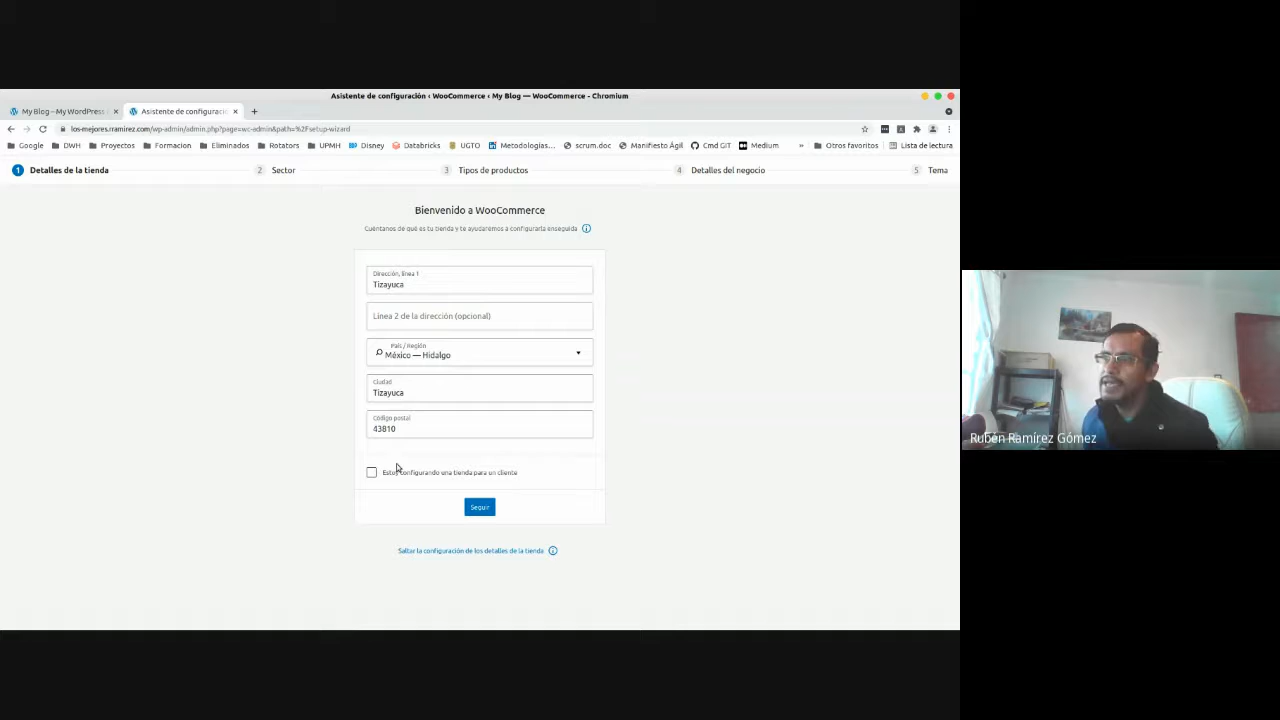 Asistente de configuración ‹ WooCommerce ‹ My Blog — WooCommerce - Chromium
My Blog – My WordPress
Asistente de configuraci
los-mejores.rramirez.com/wp-admin/admin.php?page=wc-admin&path=%2Fsetup-wizard
Google DWH Proyectos Formacion Eliminados Rotators UPMH Disney Databricks UGTO Metodologías... scrum.doc Manifiesto Ágil Cmd GIT Medium » Otros favoritos Lista de lectura
1 Detalles de la tienda 2 Sector 3 Tipos de productos 4 Detalles del negocio 5 Tema
Bienvenido a WooCommerce
Cuéntanos de qué es tu tienda y te ayudaremos a configurarla enseguida
Dirección, línea 1
Tizayuca
Línea 2 de la dirección (opcional)
País / Región
México — Hidalgo
Ciudad
Tizayuca
Código postal
43810
Estoy configurando una tienda para un cliente
Seguir
Saltar la configuración de los detalles de la tienda
Rubén Ramírez Gómez